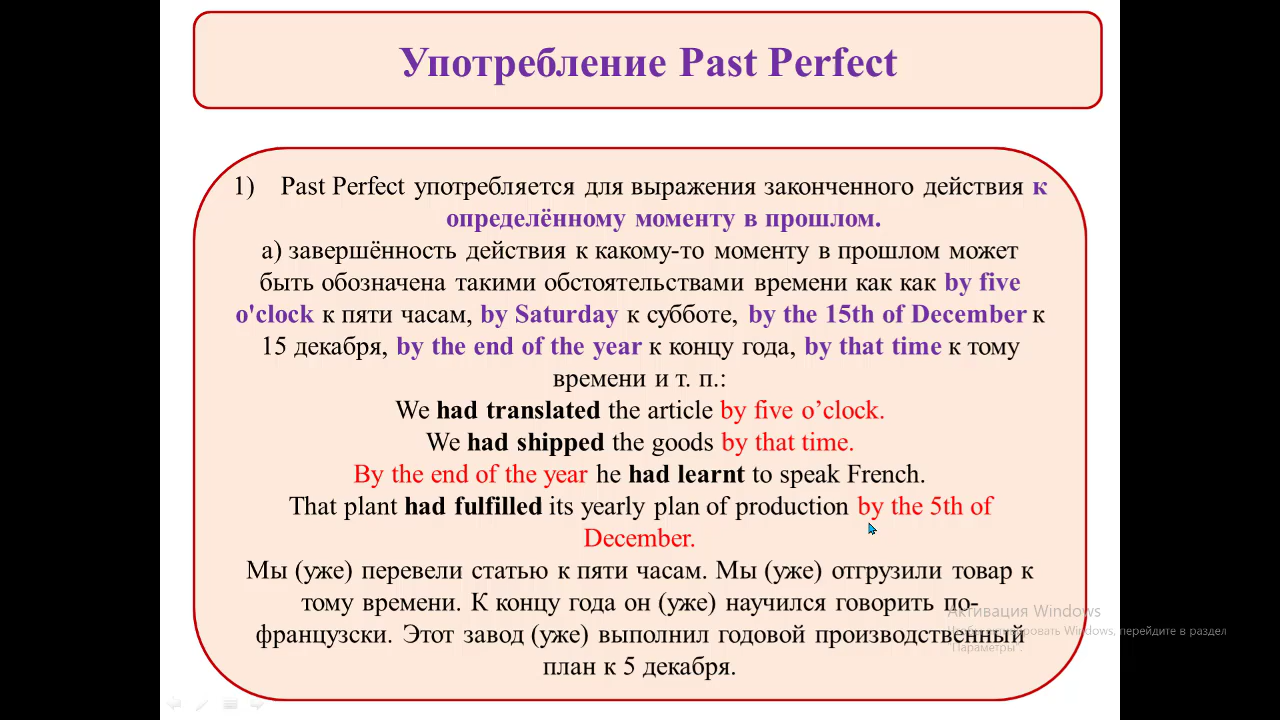 Употребление Past Perfect
1) Past Perfect употребляется для выражения законченного действия к
определённому моменту в прошлом.
а) завершённость действия к какому-то моменту в прошлом может
быть обозначена такими обстоятельствами времени как как by five
o'clock к пяти часам, by Saturday к субботе, by the 15th of December к
15 декабря, by the end of the year к концу года, by that time к тому
времени и т. п.:
We had translated the article by five o’clock.
We had shipped the goods by that time.
By the end of the year he had learnt to speak French.
That plant had fulfilled its yearly plan of production by the 5th of
December.
Мы (уже) перевели статью к пяти часам. Мы (уже) отгрузили товар к
тому времени. К концу года он (уже) научился говорить по-
французски. Этот завод (уже) выполнил годовой производственный
план к 5 декабря.
Активация Windows
Чтобы активировать Windows, перейдите в раздел
"Параметры".